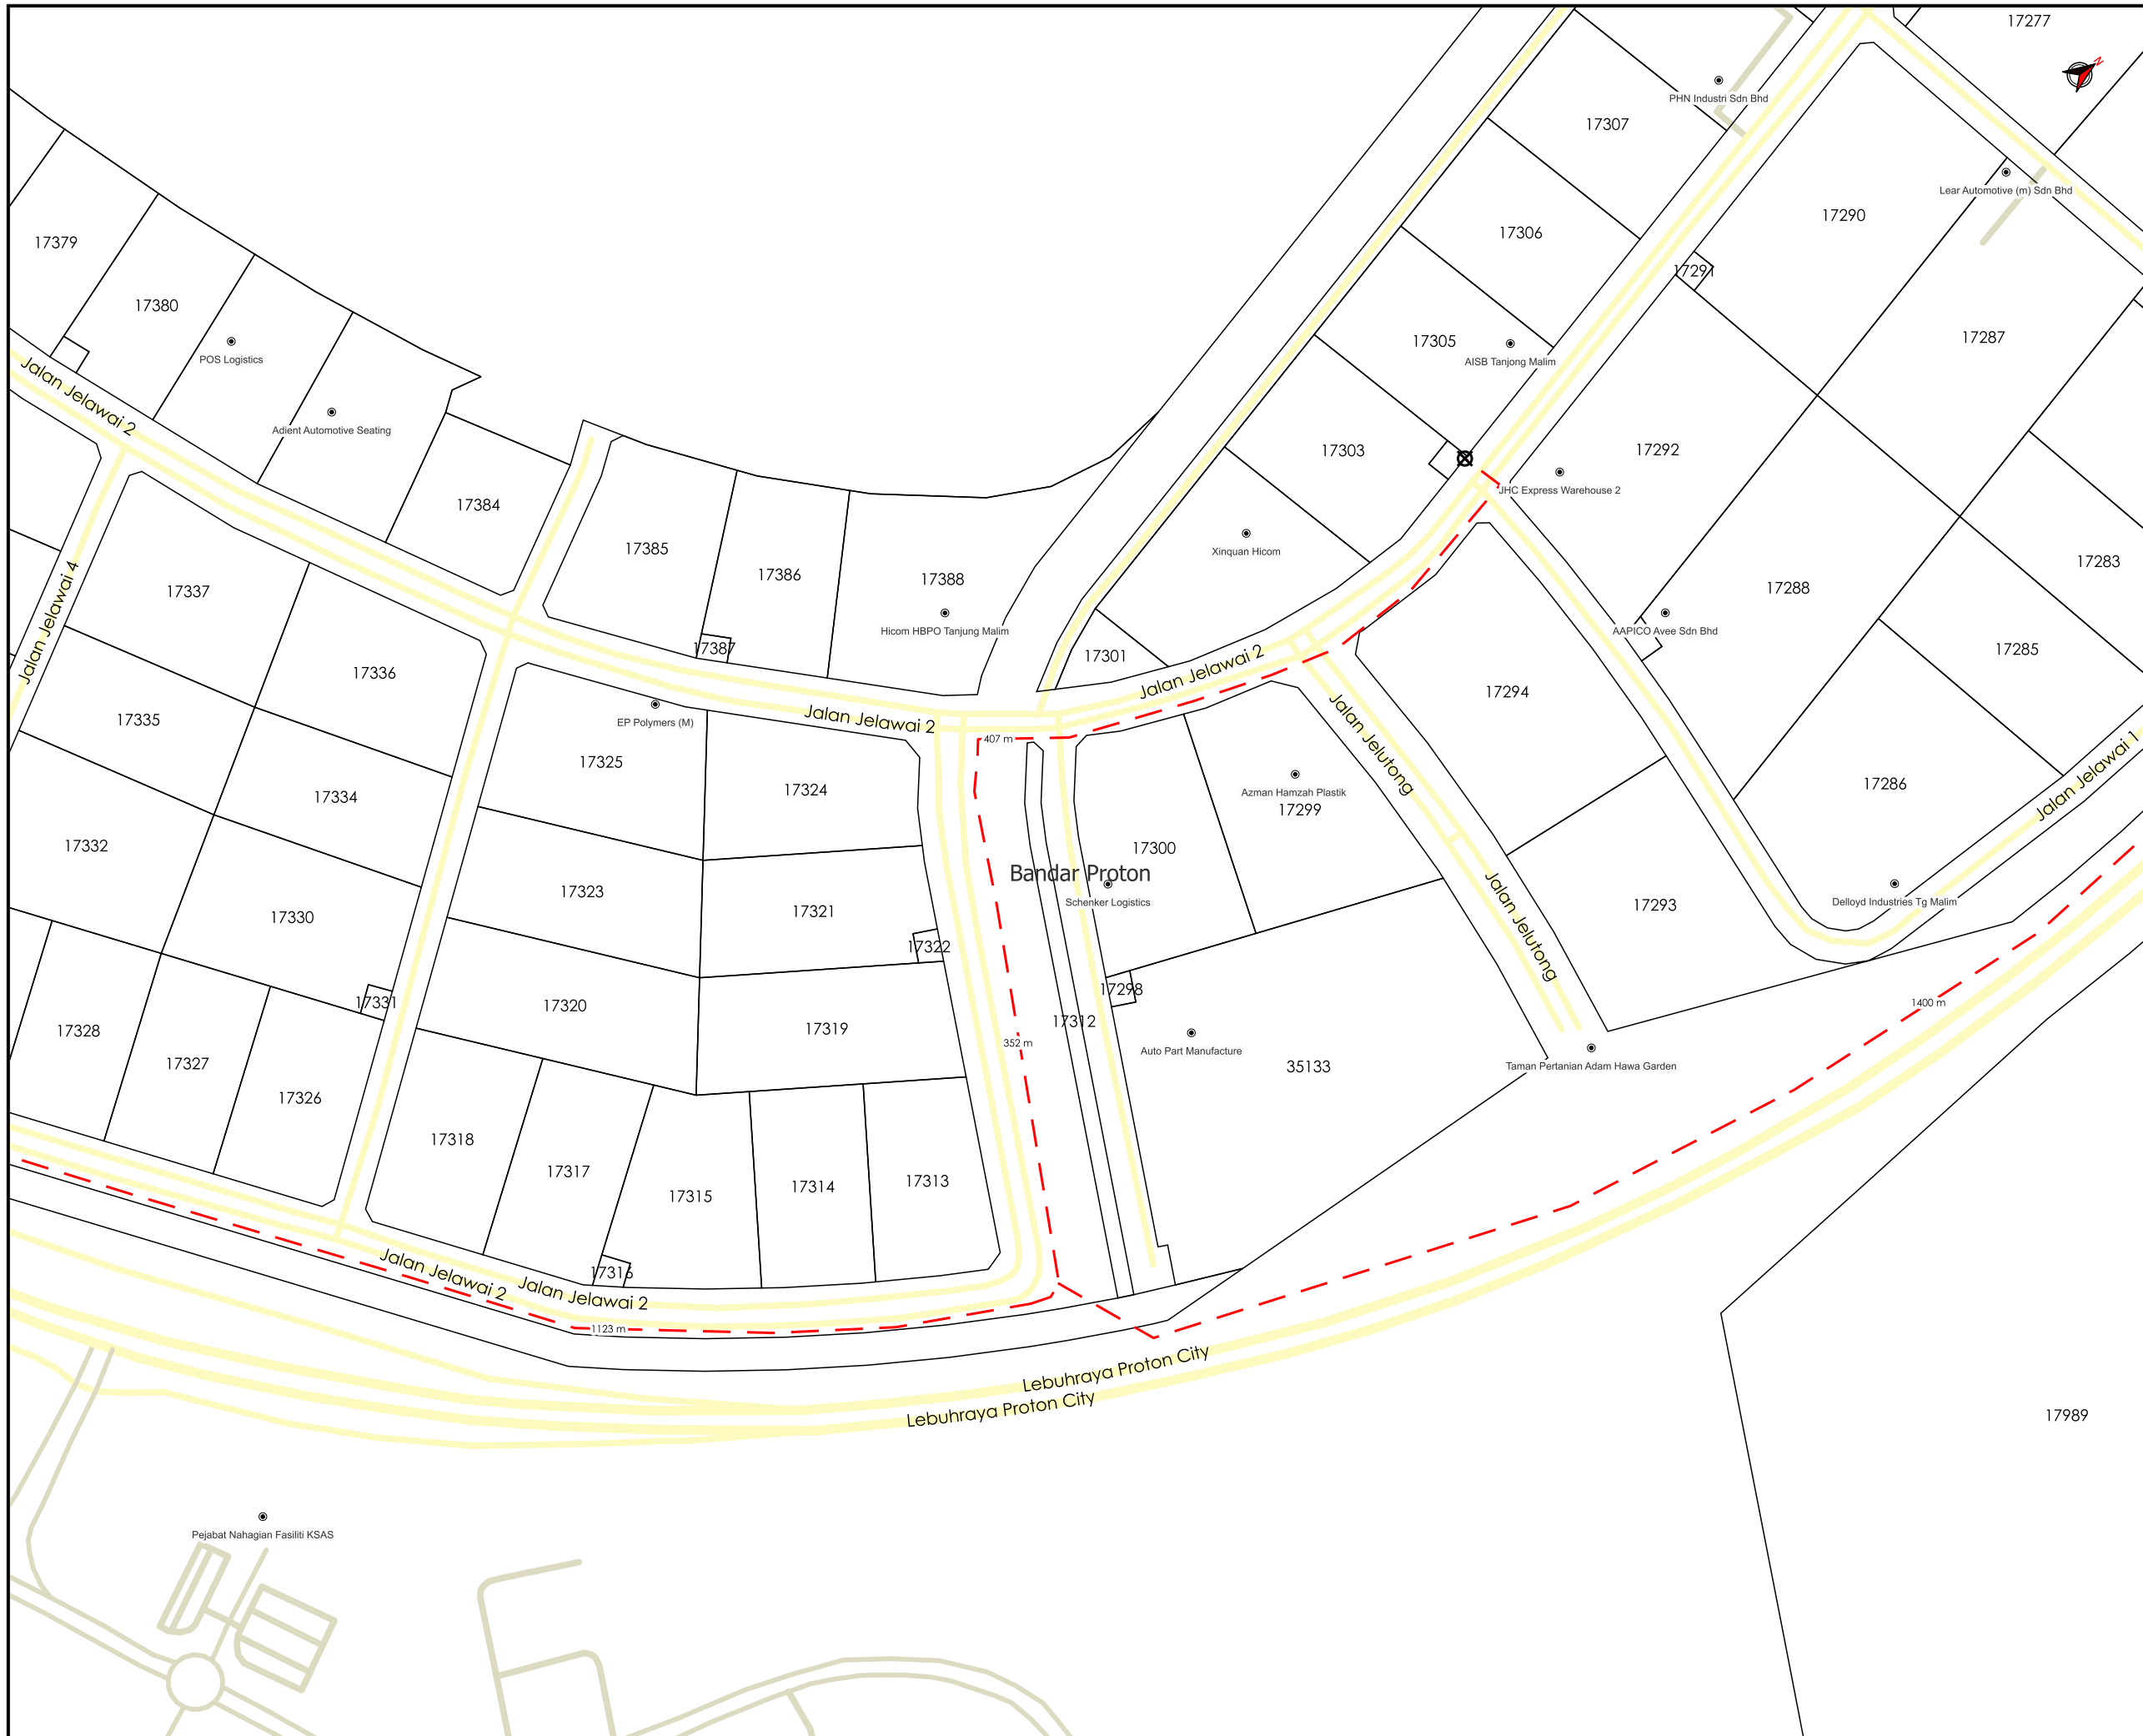 17277
N
PHN Industri Sdn Bhd
17307
Lear Automotive (m) Sdn Bhd
17290
17306
17379
17291
17380
17287
17305
POS Logistics
AISB Tanjong Malim
Jalan Jelawai 2
Adient Automotive Seating
17303
17292
JHC Express Warehouse 2
17384
17385
Xinquan Hicom
17283
17386
17388
17288
17337
Jalan Jelawai 4
Hicom HBPO Tanjung Malim
AAPICO Avee Sdn Bhd
17387
17301
17285
17336
Jalan Jelawai 2
17294
17335
EP Polymers (M)
Jalan Jelawai 2
407 m
Jalan Jelutong
17325
Jalan Jelawai 1
17334
17324
Azman Hamzah Plastik
17299
17286
17332
17300
Bandar Proton
Schenker Logistics
17323
17321
Delloyd Industries Tg Malim
17293
Jalan Jelutong
17330
17322
17331
17298
1400 m
17320
17312
17328
17319
352 m
Auto Part Manufacture
17327
35133
Taman Pertanian Adam Hawa Garden
17326
17318
17317
17315
17314
17313
Jalan Jelawai 2
17316
Jalan Jelawai 2
1123 m
Lebuhraya Proton City
Lebuhraya Proton City
17989
Pejabat Nahagian Fasiliti KSAS